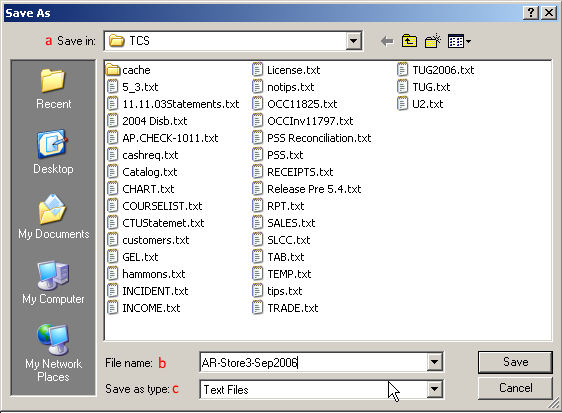 Save As
a Save in: TCS
Recent
Desktop
My Documents
My Computer
My Network
Places
cache
5_3.txt
11.11.03Statements.txt
2004 Disb.txt
AP.CHECK-1011.txt
cashreq.txt
Catalog.txt
CHART.txt
COURSELIST.txt
CTUStatemet.txt
customers.txt
GEL.txt
hammons.txt
INCIDENT.txt
INCOME.txt
License.txt
notips.txt
OCC11825.txt
OCCInv11797.txt
PSS Reconciliation.txt
PSS.txt
RECEIPTS.txt
Release Pre 5.4.txt
RPT.txt
SALES.txt
SLCC.txt
TAB.txt
TEMP.txt
tips.txt
TRADE.txt
TUG2006.txt
TUG.txt
U2.txt
File name: b AR-Store3-Sep2006 Save
Save as type: c Text Files Cancel